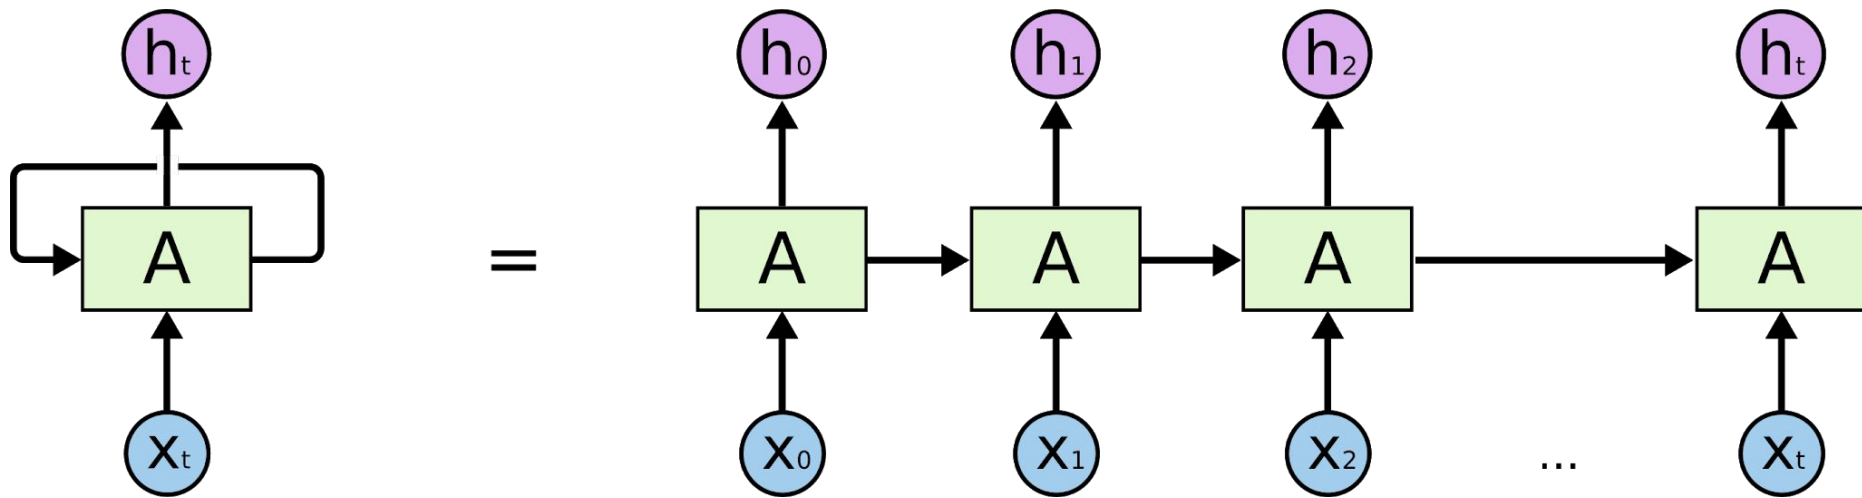 hₜ h₀ h₁ h₂ hₜ
A = A A A A
xₜ x₀ x₁ x₂ ... xₜ